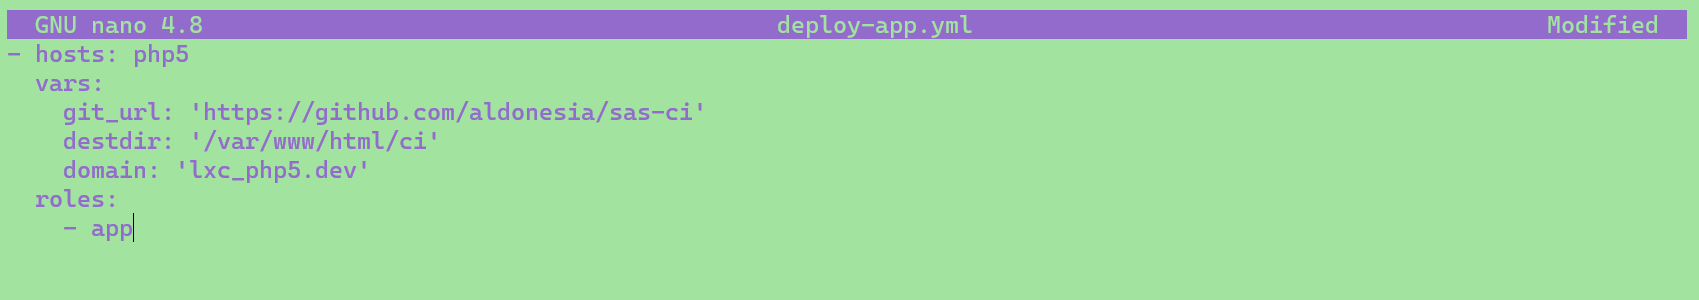 GNU nano 4.8 deploy-app.yml Modified
- hosts: php5
  vars:
    git_url: 'https://github.com/aldonesia/sas-ci'
    destdir: '/var/www/html/ci'
    domain: 'lxc_php5.dev'
  roles:
    - app